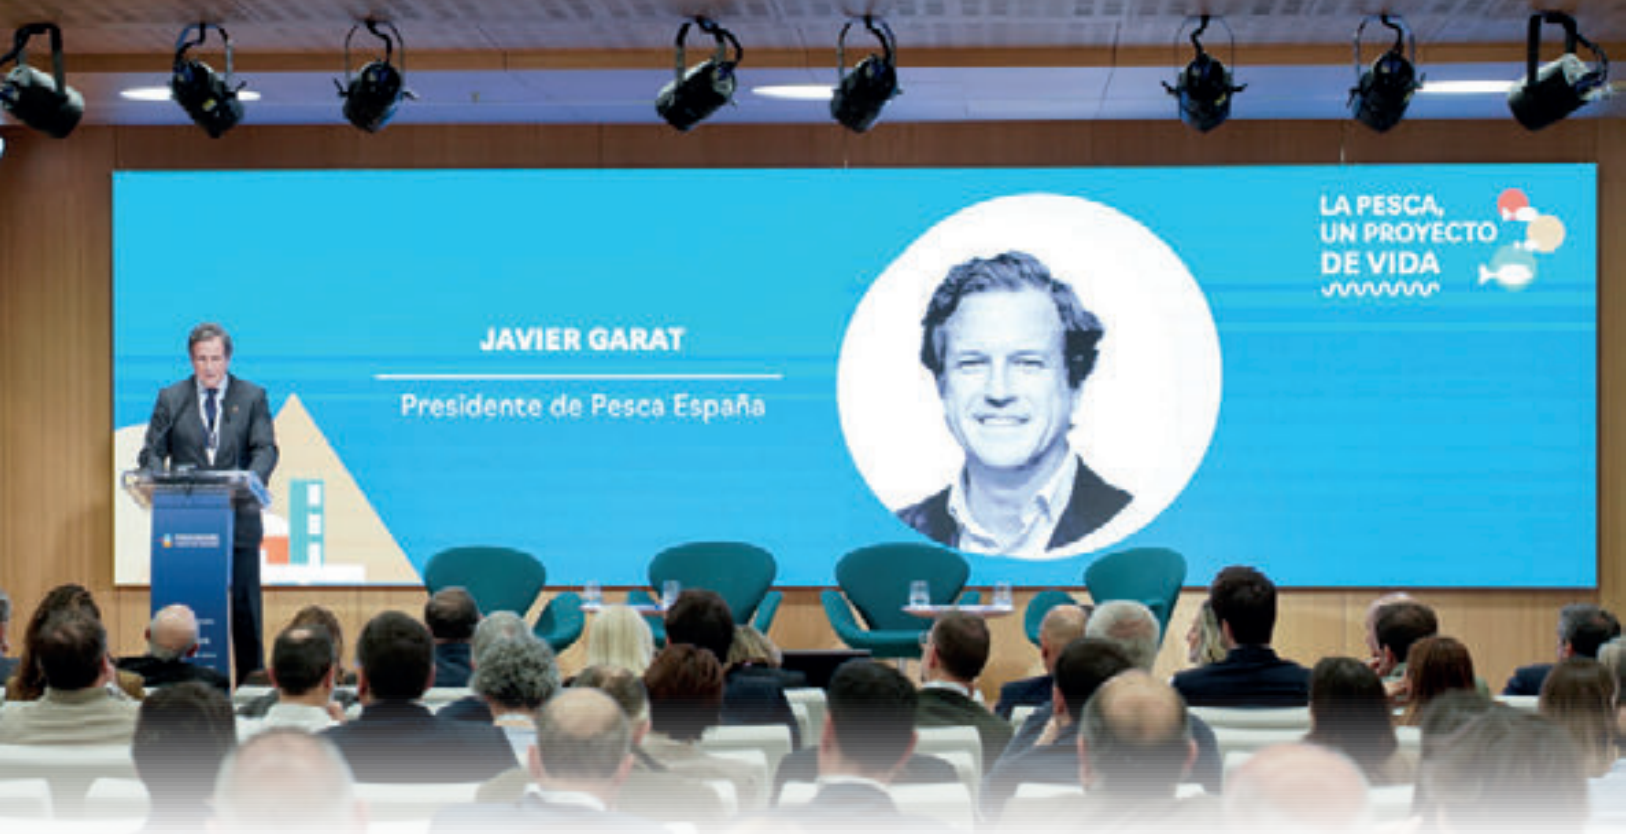 JAVIER GARAT
Presidente de Pesca España
LA PESCA,
UN PROYECTO
DE VIDA